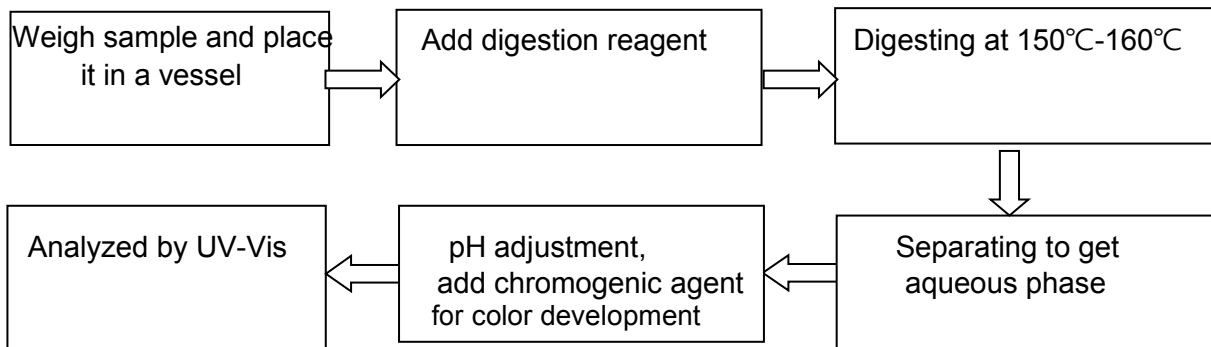 Weigh sample and place
it in a vessel
Add digestion reagent
Digesting at 150℃-160℃
Separating to get
aqueous phase
pH adjustment,
add chromogenic agent
for color development
Analyzed by UV-Vis